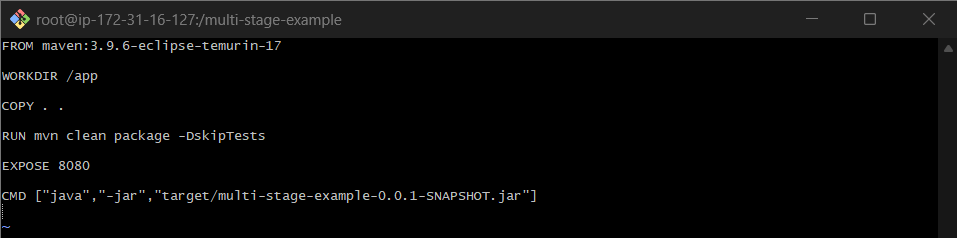 root@ip-172-31-16-127:/multi-stage-example
FROM maven:3.9.6-eclipse-temurin-17
WORKDIR /app
COPY . .
RUN mvn clean package -DskipTests
EXPOSE 8080
CMD ["java","-jar","target/multi-stage-example-0.0.1-SNAPSHOT.jar"]
~